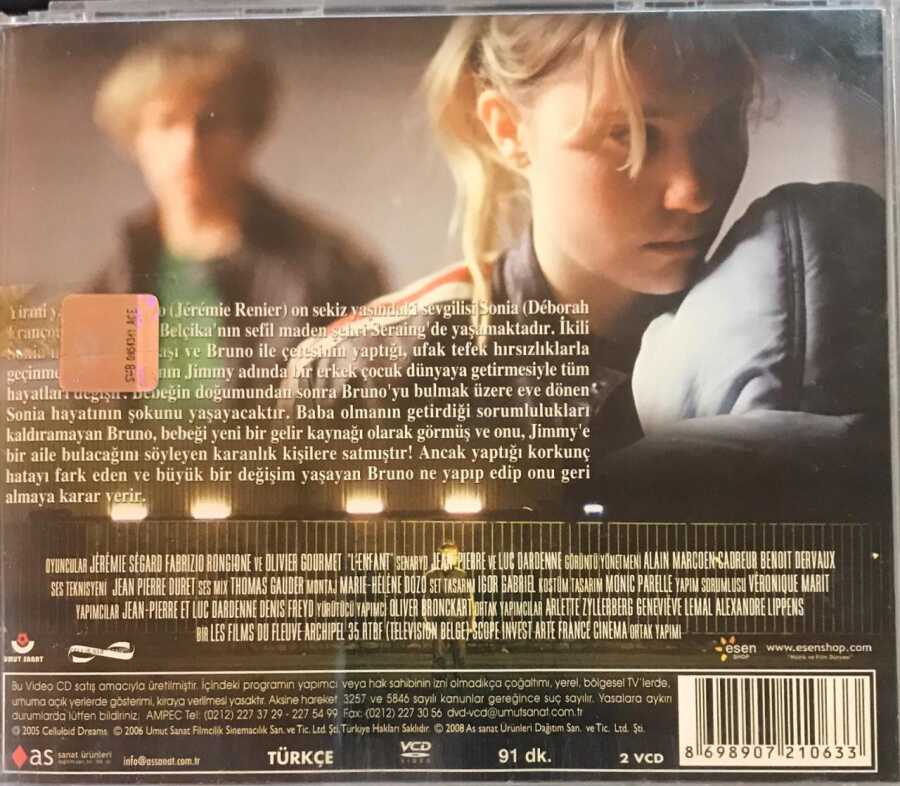 Yirmi (Jérémie Renier) on sekiz yaşındaki sevgilisi Sonia (Déborah
Belçika'nın sefil maden şehri Seraing'de yaşamaktadır. İkili
ve Bruno ile çetesinin yaptığı, ufak tefek hırsızlıklarla
Jimmy adında bir erkek çocuk dünyaya getirmesiyle tüm
hayatları değişir. Bebeğin doğumundan sonra Bruno'yu bulmak üzere eve dönen
Sonia hayatının şokunu yaşayacaktır. Baba olmanın getirdiği sorumlulukları
kaldıramayan Bruno, bebeği yeni bir gelir kaynağı olarak görmüş ve onu, Jimmy'e
bir aile bulacağını söyleyen karanlık kişilere satmıştır! Ancak yaptığı korkunç
hatayı fark eden ve büyük bir değişim yaşayan Bruno ne yapıp edip onu geri
almaya karar verir.
OYUNCULAR JÉRÉMIE SÉGARD FABRIZIO RONGIONE VE OLIVIER GOURMET "L'ENFANT" SENARYO JEAN-PIERRE VE LUC DARDENNE GÖRÜNTÜ YÖNETMENİ ALAIN MARCOEN CADREUR BENOIT DERVAUX
SES TEKNİSYENİ JEAN PIERRE DURET SES MIX THOMAS GAUDER MONTAJ MARIE-HÉLÈNE DOZO SET TASARIM IGOR GABRIEL KOSTÜM TASARIM MONIC PARELLE YAPIM SORUMLUSU VÉRONIQUE MARIT
YAPIMCILAR JEAN-PIERRE ET LUC DARDENNE DENIS FREYD YÜRÜTÜCÜ YAPIMCI OLIVER BRONCKART ORTAK YAPIMCILAR ARLETTE ZYLLERBERG GENEVIÈVE LEMAL ALEXANDRE LIPPENS
BİR LES FILMS DU FLEUVE ARCHIPEL 35 RTBF (TELEVISION BELGE) SCOPE INVEST ARTE FRANCE CINEMA ORTAK YAPIMI
UMUT SANAT
esen
SHOP
www.esenshop.com
"Müzik ve Film Dünyası"
Bu Video CD satış amacıyla üretilmiştir. İçindeki programın yapımcı veya hak sahibinin izni olmadıkça çoğaltımı, yerel, bölgesel TV'lerde,
umuma açık yerlerde gösterimi, kiraya verilmesi yasaktır. Aksine hareket 3257 ve 5846 sayılı kanunlar gereğince suç sayılır. Yasalara aykırı
durumlarda lütfen bildiriniz. AMPEC Tel: (0212) 227 37 29 - 227 54 99 Fax: (0212) 227 30 56 dvd-vcd@umutsanat.com.tr
© 2005 Celluloid Dreams © 2006 Umut Sanat Filmcilik Sinemacılık San. ve Tic. Ltd. Şti. Türkiye Hakları Saklıdır. © 2008 As sanat Ürünleri Dağıtım San. ve Tic. Ltd. Şti.
as sanat ürünleri
info@assanat.com.tr
TÜRKÇE
VCD
VIDEO
91 dk.
2 VCD
8 698907 210633